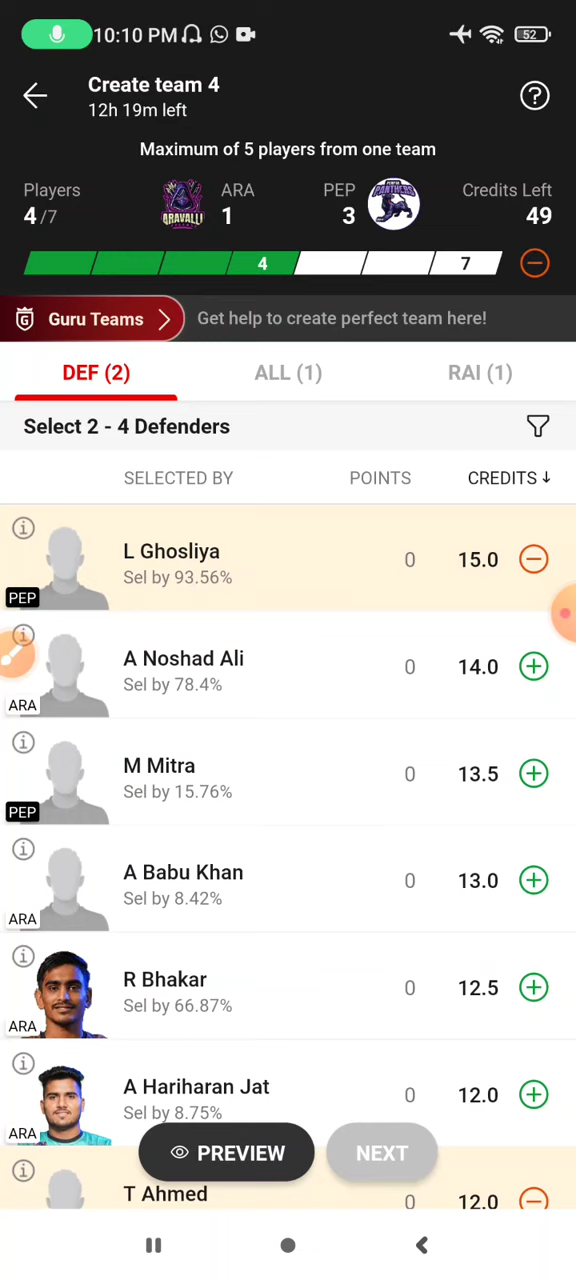 10:10 PM
52
Create team 4
12h 19m left
?
Maximum of 5 players from one team
Players
4/7
ARAVALLI
ARA
1
PEP
3
PANTHERS
Credits Left
49
4
7
G
Guru Teams
Get help to create perfect team here!
DEF (2)
ALL (1)
RAI (1)
Select 2 - 4 Defenders
SELECTED BY
POINTS
CREDITS ↓
L Ghosliya
Sel by 93.56%
0
15.0
PEP
A Noshad Ali
Sel by 78.4%
0
14.0
ARA
M Mitra
Sel by 15.76%
0
13.5
PEP
A Babu Khan
Sel by 8.42%
0
13.0
ARA
R Bhakar
Sel by 66.87%
0
12.5
ARA
A Hariharan Jat
Sel by 8.75%
0
12.0
ARA
PREVIEW
NEXT
T Ahmed
0
12.0